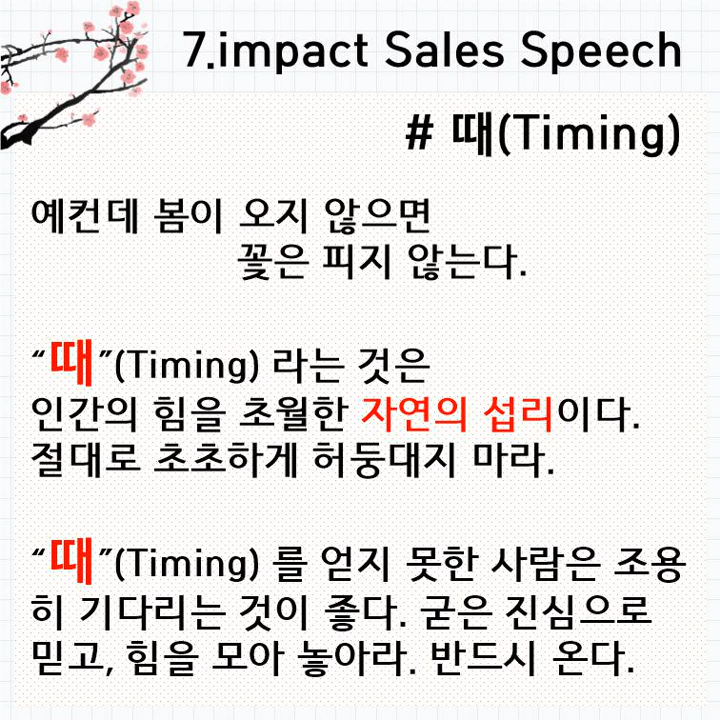 7.impact Sales Speech
# 때(Timing)
예컨데 봄이 오지 않으면
꽃은 피지 않는다.
“때”(Timing) 라는 것은
인간의 힘을 초월한 자연의 섭리이다.
절대로 초초하게 허둥대지 마라.
“때”(Timing) 를 얻지 못한 사람은 조용
히 기다리는 것이 좋다. 굳은 진심으로
믿고, 힘을 모아 놓아라. 반드시 온다.